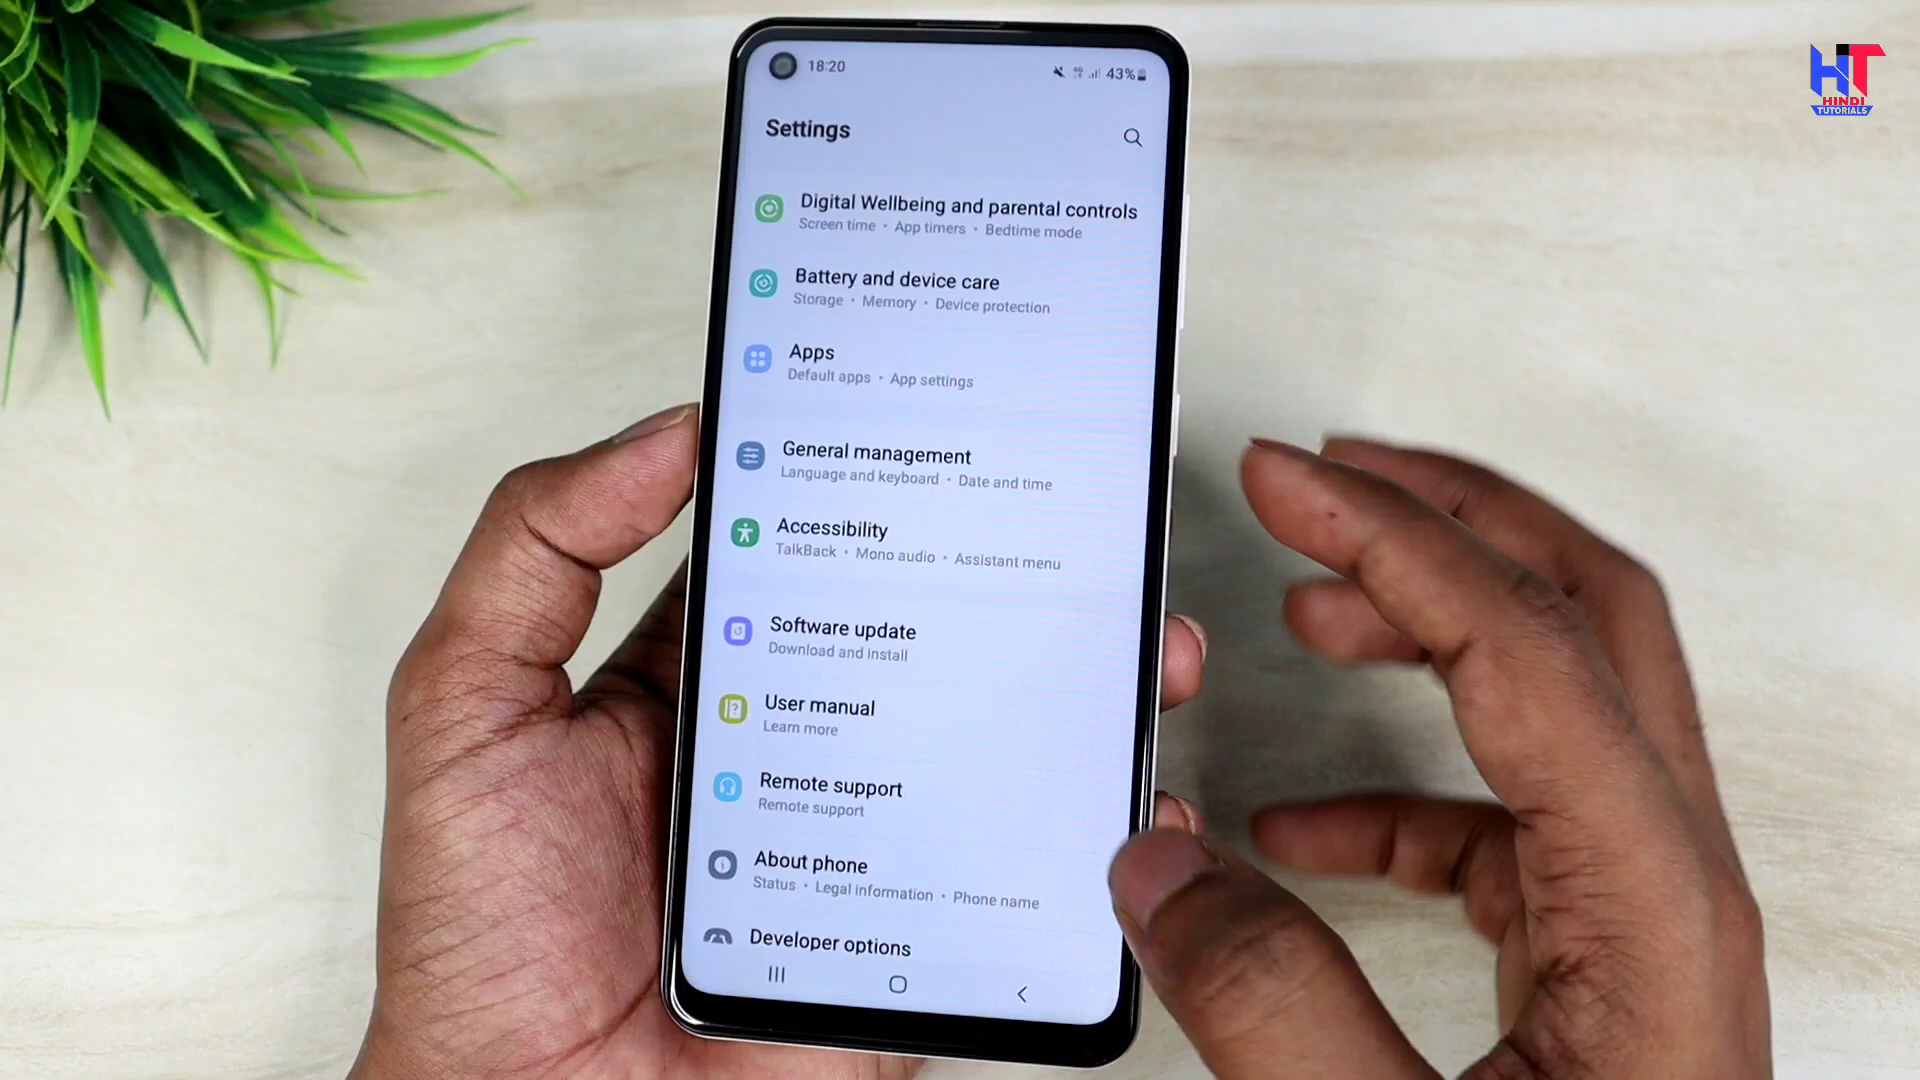 18:20
43%
HT
HINDI
TUTORIALS
Settings
Digital Wellbeing and parental controls
Screen time • App timers • Bedtime mode
Battery and device care
Storage • Memory • Device protection
Apps
Default apps • App settings
General management
Language and keyboard • Date and time
Accessibility
TalkBack • Mono audio • Assistant menu
Software update
Download and install
User manual
Learn more
Remote support
Remote support
About phone
Status • Legal information • Phone name
Developer options